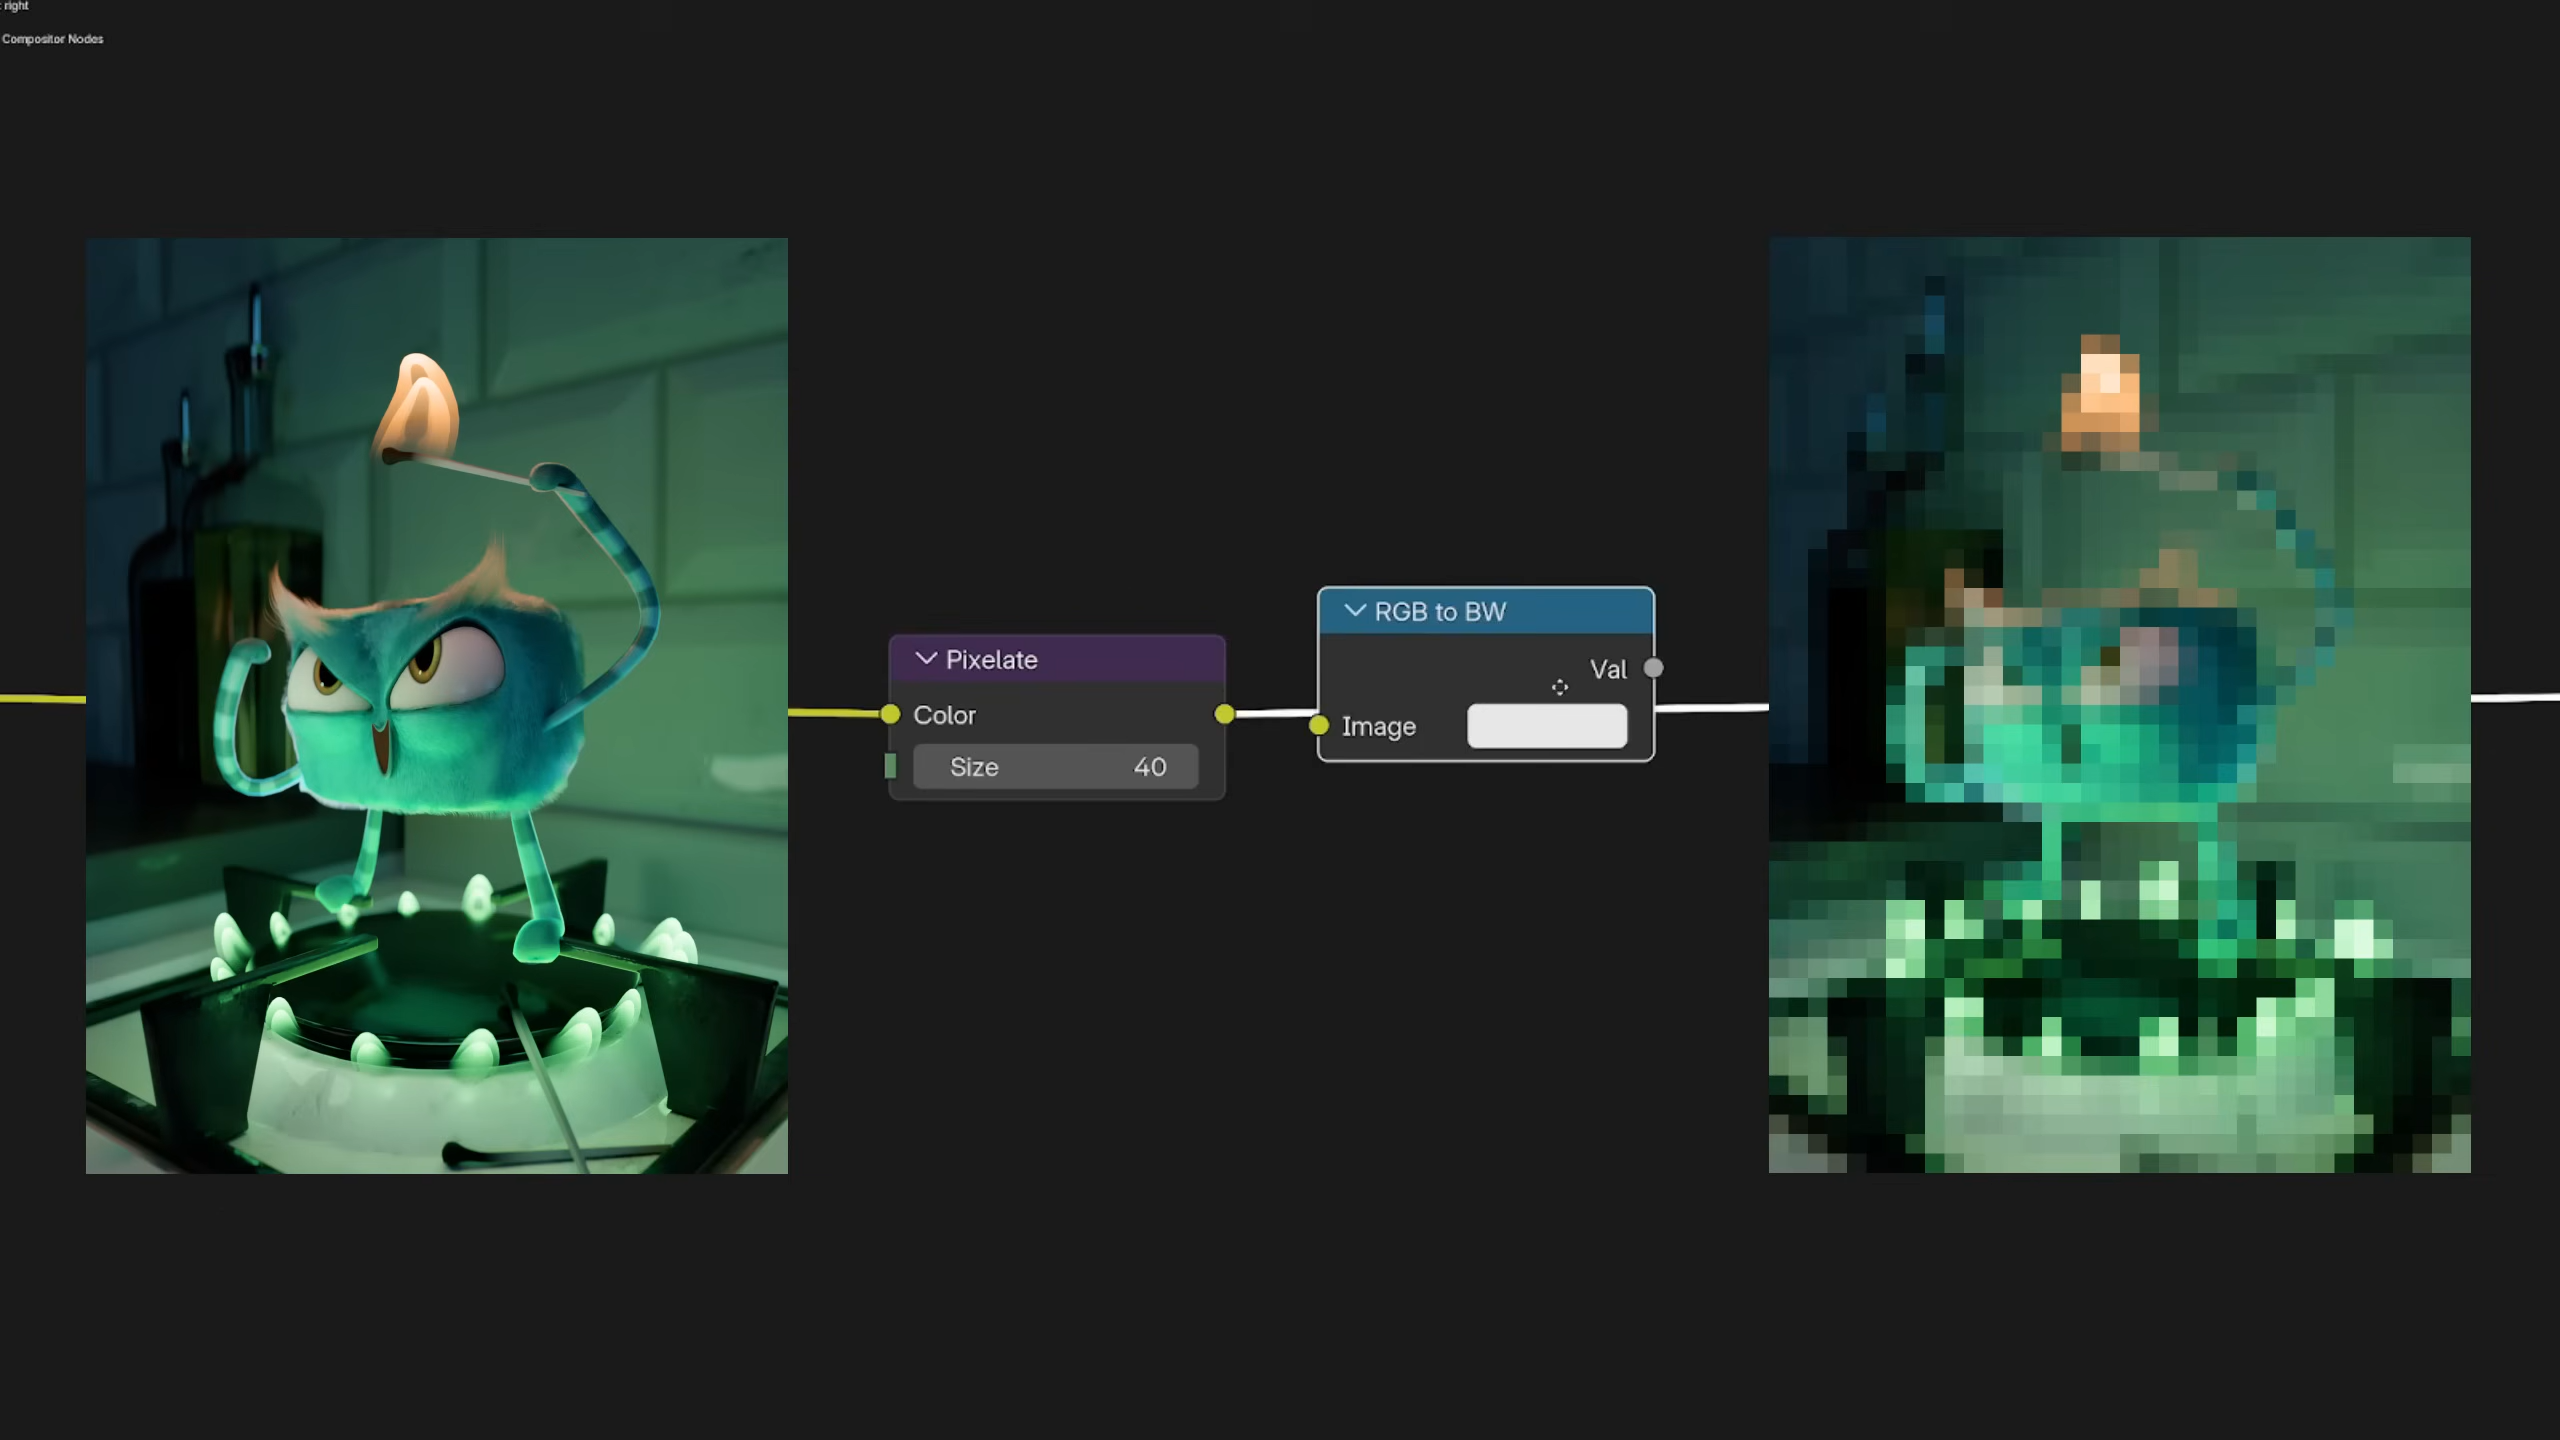 : right
Compositor Nodes
Pixelate
Color
Size 40
RGB to BW
Val
Image